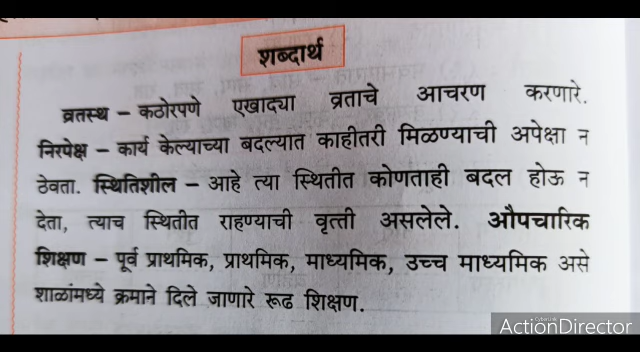 शब्दार्थ
व्रतस्थ – कठोरपणे एखाद्या व्रताचे आचरण करणारे.
निरपेक्ष – कार्य केल्याच्या बदल्यात काहीतरी मिळण्याची अपेक्षा न
ठेवता. स्थितिशील – आहे त्या स्थितीत कोणताही बदल होऊ न
देता, त्याच स्थितीत राहण्याची वृत्ती असलेले. औपचारिक
शिक्षण – पूर्व प्राथमिक, प्राथमिक, माध्यमिक, उच्च माध्यमिक असे
शाळांमध्ये क्रमाने दिले जाणारे रूढ शिक्षण.
CyberLink
ActionDirector